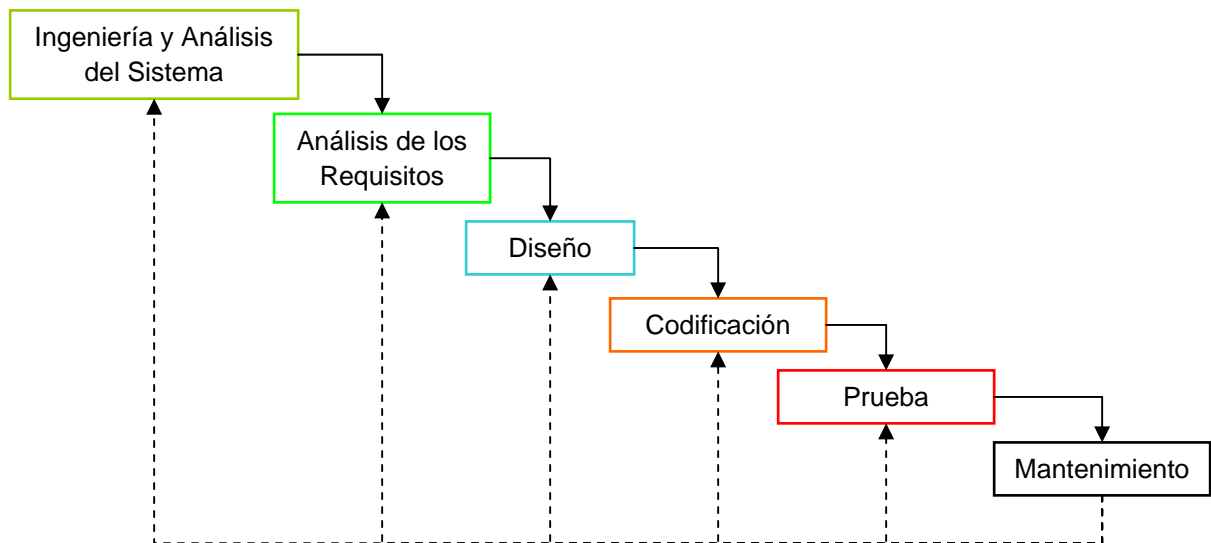 Ingeniería y Análisis
del Sistema
Análisis de los
Requisitos
Diseño
Codificación
Prueba
Mantenimiento